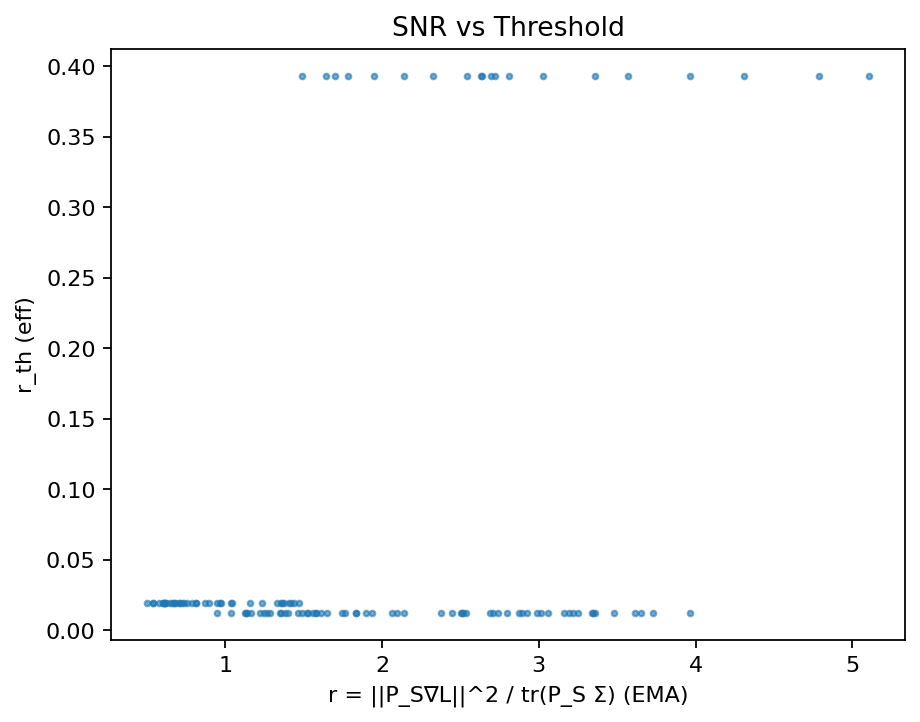 SNR vs Threshold
r_th (eff)
0.40
0.35
0.30
0.25
0.20
0.15
0.10
0.05
0.00
1 2 3 4 5
r = ||P_S∇L||^2 / tr(P_S Σ) (EMA)